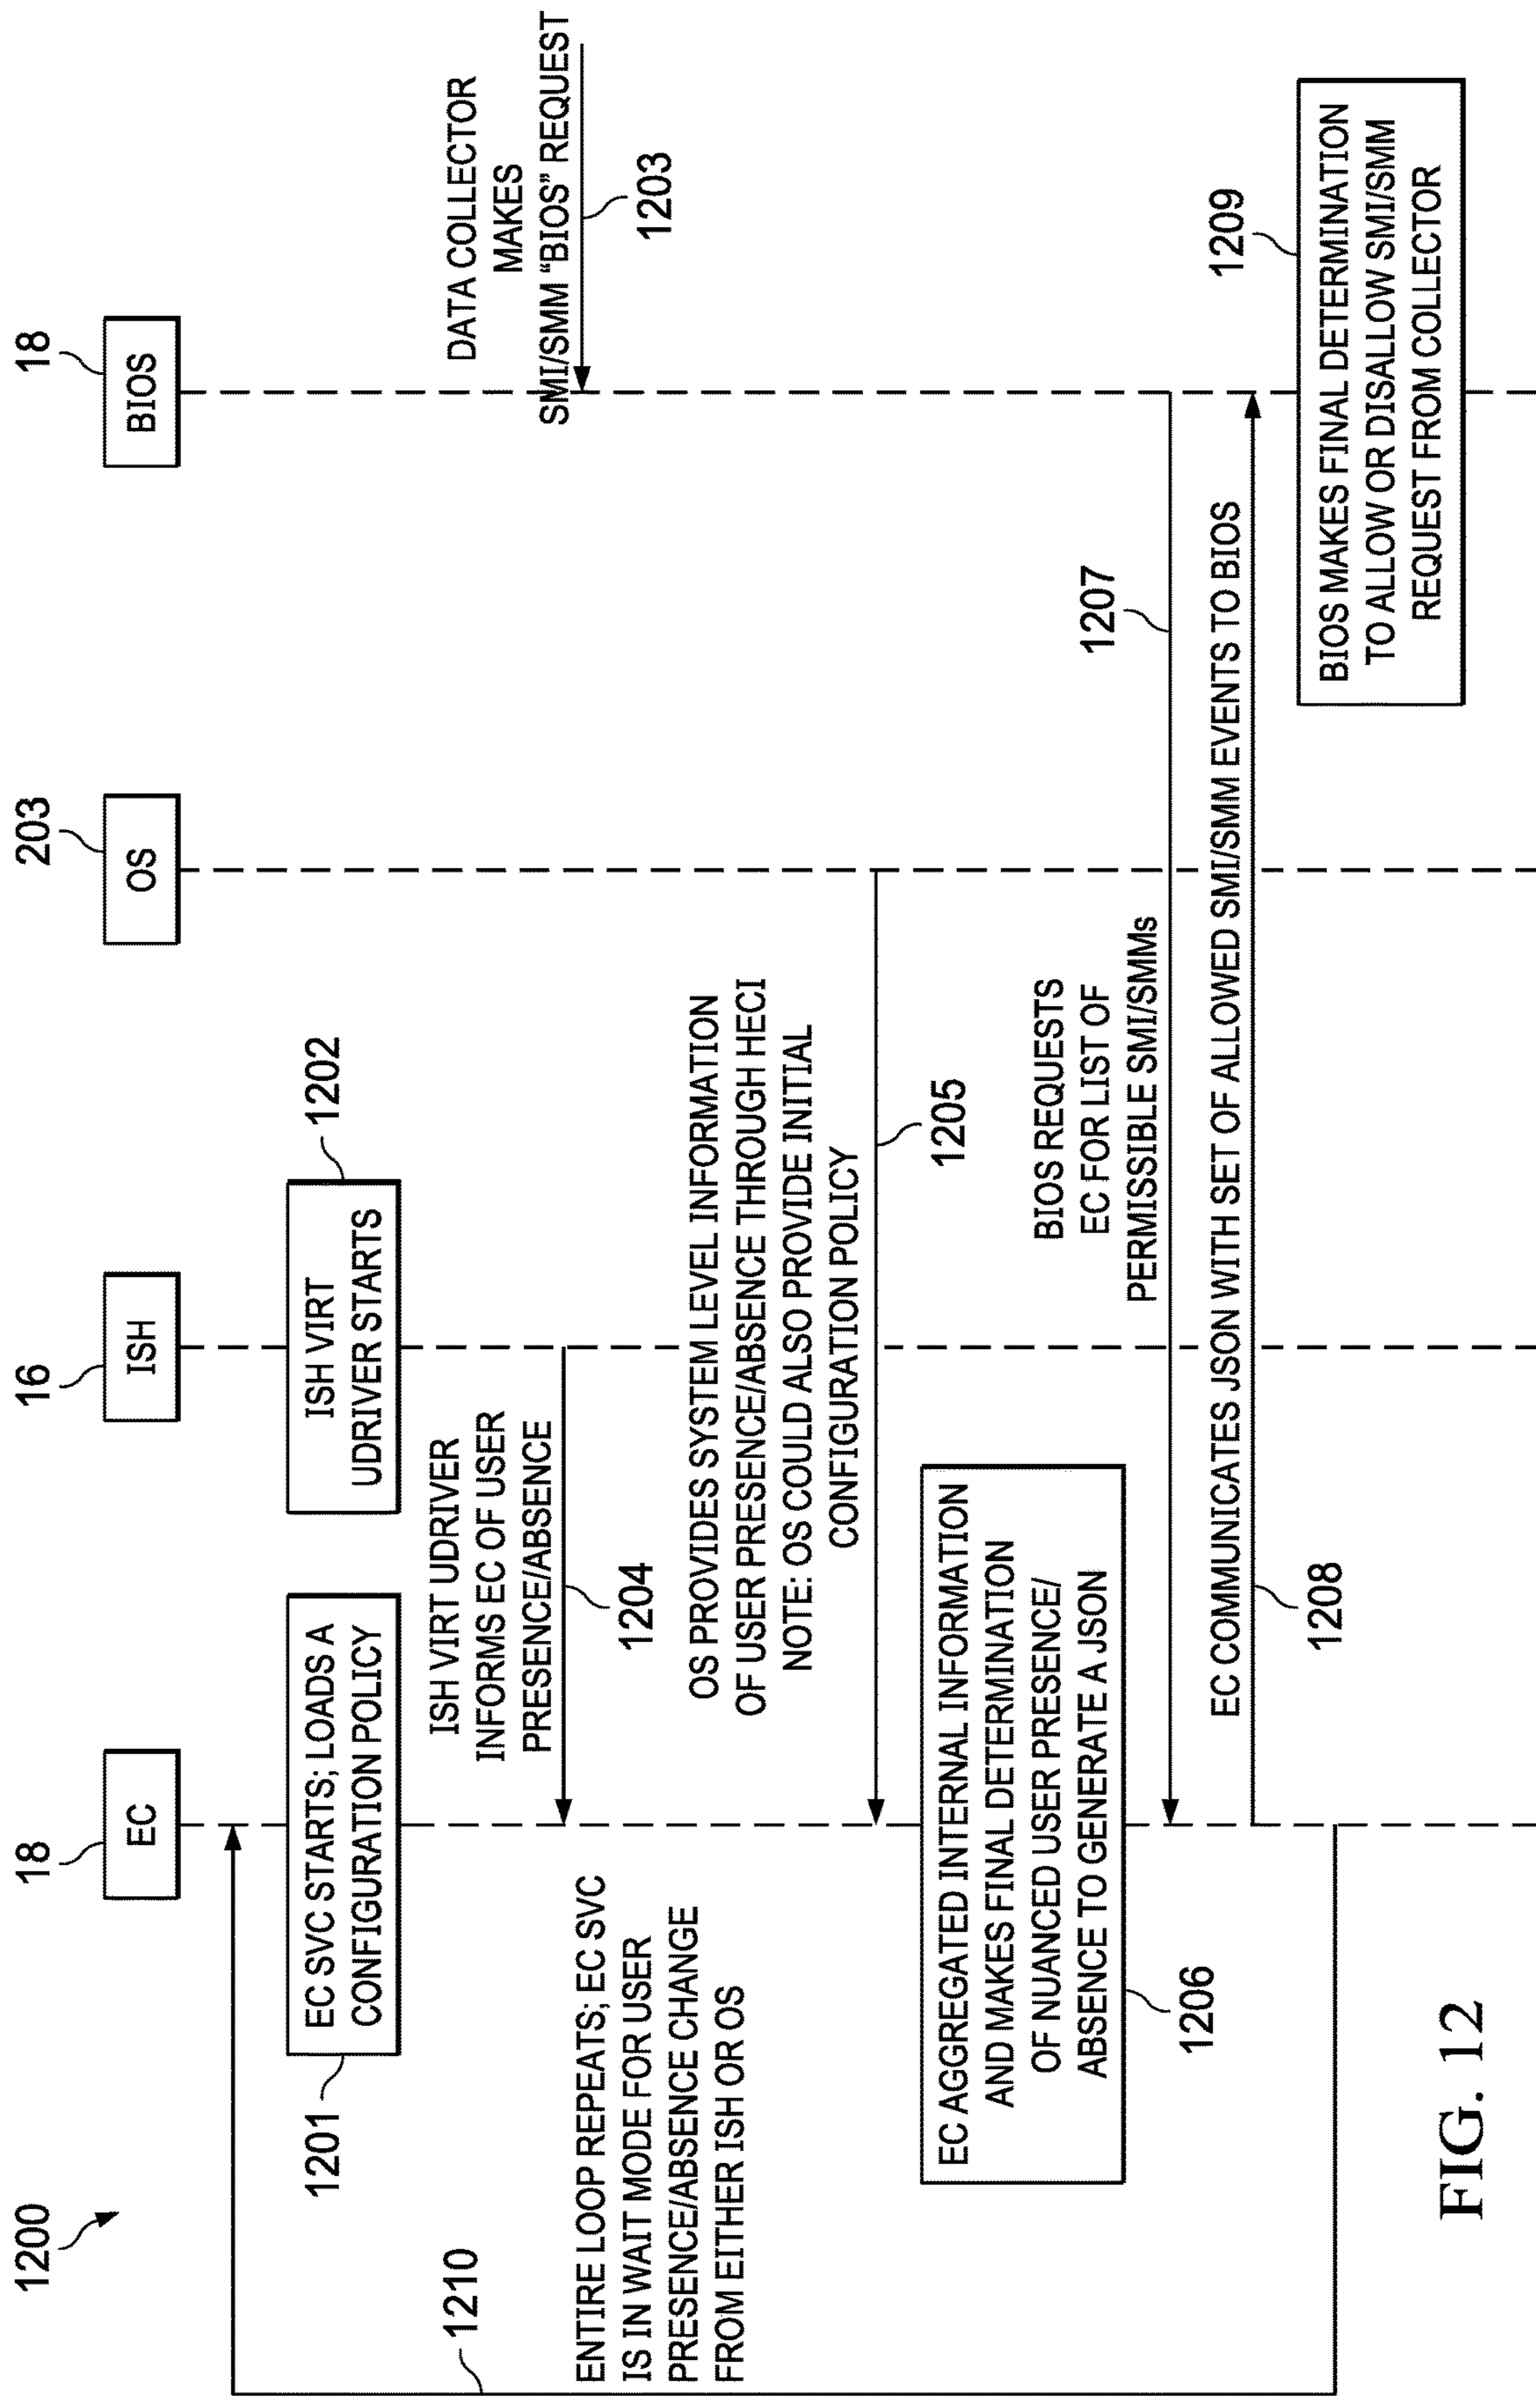 1200
18
EC
16
ISH
203
OS
18
BIOS
1201
EC SVC STARTS; LOADS A
CONFIGURATION POLICY
ISH VIRT
UDRIVER STARTS
1202
ISH VIRT UDRIVER
INFORMS EC OF USER
PRESENCE/ABSENCE
1204
DATA COLLECTOR
MAKES
SMI/SMM "BIOS" REQUEST
1203
1210
ENTIRE LOOP REPEATS; EC SVC
IS IN WAIT MODE FOR USER
PRESENCE/ABSENCE CHANGE
FROM EITHER ISH OR OS
OS PROVIDES SYSTEM LEVEL INFORMATION
OF USER PRESENCE/ABSENCE THROUGH HECI
NOTE: OS COULD ALSO PROVIDE INITIAL
CONFIGURATION POLICY
1205
EC AGGREGATED INTERNAL INFORMATION
AND MAKES FINAL DETERMINATION
OF NUANCED USER PRESENCE/
ABSENCE TO GENERATE A JSON
1206
BIOS REQUESTS
EC FOR LIST OF
PERMISSIBLE SMI/SMMs
1207
EC COMMUNICATES JSON WITH SET OF ALLOWED SMI/SMM EVENTS TO BIOS
1208
1209
BIOS MAKES FINAL DETERMINATION
TO ALLOW OR DISALLOW SMI/SMM
REQUEST FROM COLLECTOR
FIG. 12